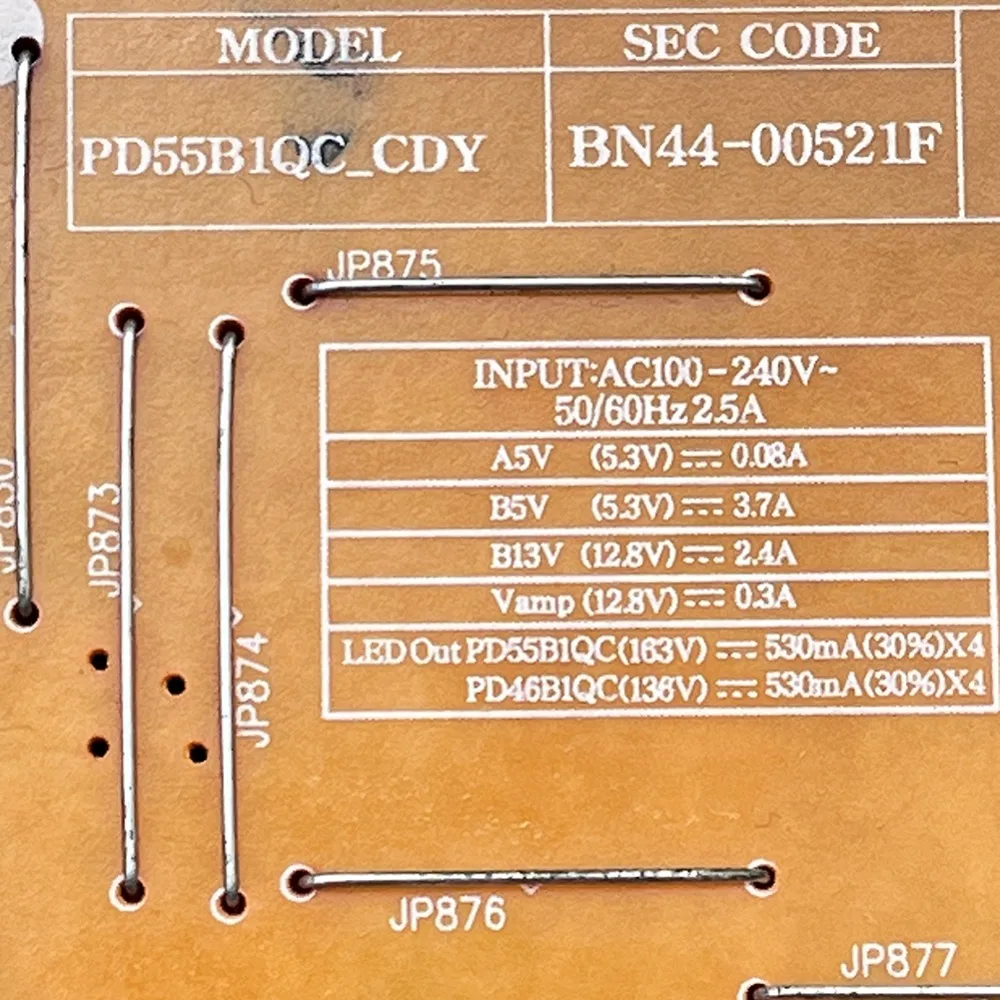 MODEL
SEC CODE
PD55B1QC_CDY
BN44-00521F
JP875
INPUT:AC100-240V~
50/60Hz 2.5A
A5V (5.3V) ⎓ 0.08A
B5V (5.3V) ⎓ 3.7A
B13V (12.8V) ⎓ 2.4A
Vamp (12.8V) ⎓ 0.3A
LED Out PD55B1QC(163V) ⎓ 530mA(30%)X4
PD46B1QC(136V) ⎓ 530mA(30%)X4
JP873
JP874
JP876
JP877